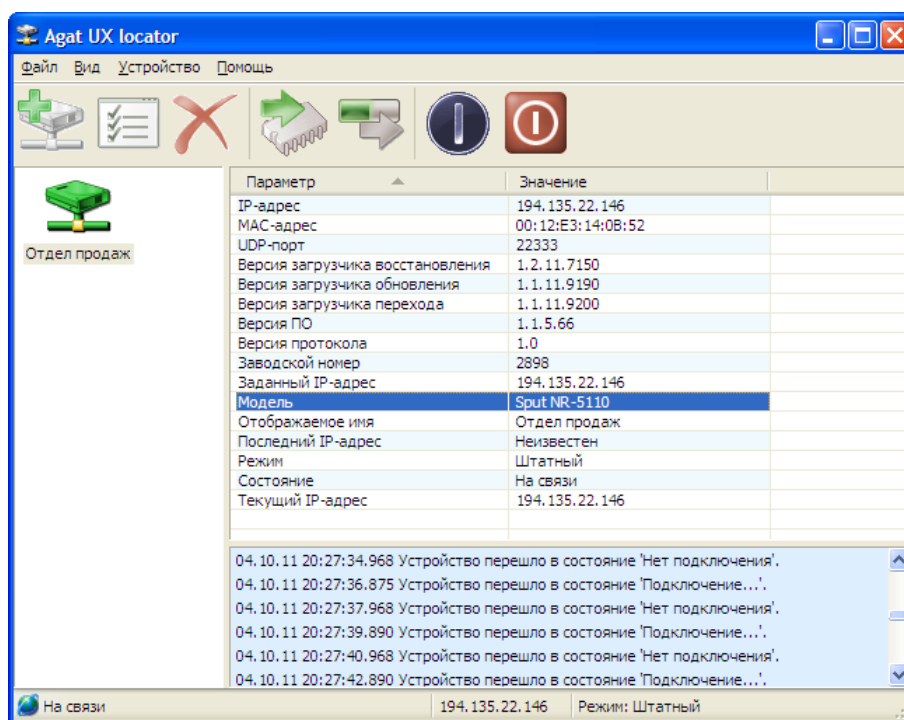 Agat UX locator
Файл Вид Устройство Помощь
Отдел продаж
Параметр Значение
IP-адрес 194.135.22.146
MAC-адрес 00:12:E3:14:0B:52
UDP-порт 22333
Версия загрузчика восстановления 1.2.11.7150
Версия загрузчика обновления 1.1.11.9190
Версия загрузчика перехода 1.1.11.9200
Версия ПО 1.1.5.66
Версия протокола 1.0
Заводской номер 2898
Заданный IP-адрес 194.135.22.146
Модель Sput NR-5110
Отображаемое имя Отдел продаж
Последний IP-адрес Неизвестен
Режим Штатный
Состояние На связи
Текущий IP-адрес 194.135.22.146
04.10.11 20:27:34.968 Устройство перешло в состояние 'Нет подключения'.
04.10.11 20:27:36.875 Устройство перешло в состояние 'Подключение...'.
04.10.11 20:27:37.968 Устройство перешло в состояние 'Нет подключения'.
04.10.11 20:27:39.890 Устройство перешло в состояние 'Подключение...'.
04.10.11 20:27:40.968 Устройство перешло в состояние 'Нет подключения'.
04.10.11 20:27:42.890 Устройство перешло в состояние 'Подключение...'.
На связи 194.135.22.146 Режим: Штатный